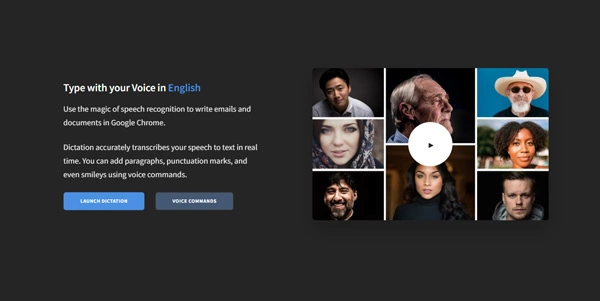 Type with your Voice in English
Use the magic of speech recognition to write emails and
documents in Google Chrome.
Dictation accurately transcribes your speech to text in real
time. You can add paragraphs, punctuation marks, and
even smileys using voice commands.
LAUNCH DICTATION
VOICE COMMANDS